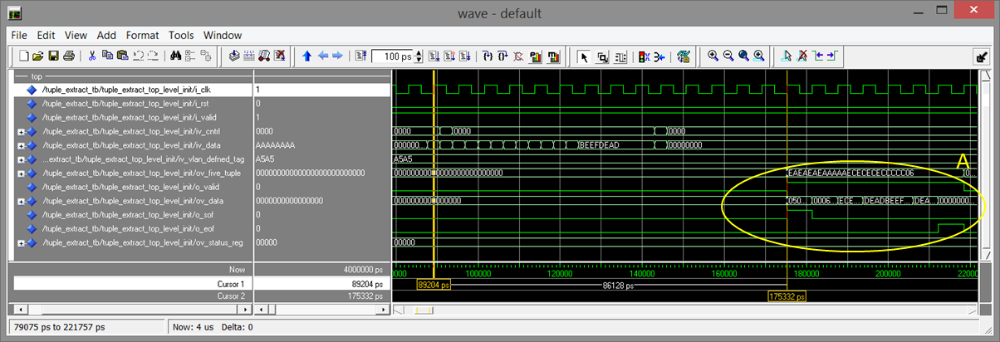 wave - default
File Edit View Add Format Tools Window
100 ps
top
/tuple_extract_tb/tuple_extract_top_level_init/i_clk 1
/tuple_extract_tb/tuple_extract_top_level_init/i_rst 0
/tuple_extract_tb/tuple_extract_top_level_init/i_valid 1
/tuple_extract_tb/tuple_extract_top_level_init/iv_cntrl 0000 0000 0000 0000
/tuple_extract_tb/tuple_extract_top_level_init/iv_data AAAAAAAA 000000... BEEFDEAD 00000000
...extract_tb/tuple_extract_top_level_init/iv_vlan_defned_tag A5A5 A5A5
A
/tuple_extract_tb/tuple_extract_top_level_init/ov_five_tuple 00000000000000000000000000 00000000000000000000000000 EAEAEAEAAAAAECECECECCCCC06 0...
/tuple_extract_tb/tuple_extract_top_level_init/o_valid 0
/tuple_extract_tb/tuple_extract_top_level_init/ov_data 0000000000000000 0000000000000000 050... 0006... ECE... DEADBEEF... DEA... 0000000...
/tuple_extract_tb/tuple_extract_top_level_init/o_sof 0
/tuple_extract_tb/tuple_extract_top_level_init/o_eof 0
/tuple_extract_tb/tuple_extract_top_level_init/ov_status_reg 00000 00000
Now 4000000 ps 100000 120000 140000 160000 180000 200000
Cursor 1 89204 ps 89204 ps 86128 ps
Cursor 2 175332 ps 175332 ps
79075 ps to 221757 ps Now: 4 us Delta: 0